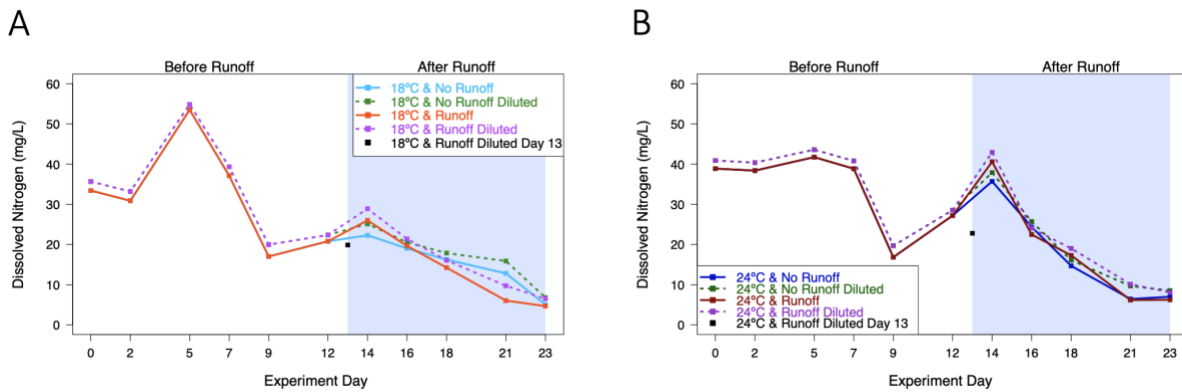 A
Before Runoff
After Runoff
Dissolved Nitrogen (mg/L)
60
50
40
30
20
10
0
18ºC & No Runoff
18ºC & No Runoff Diluted
18ºC & Runoff
18ºC & Runoff Diluted
18ºC & Runoff Diluted Day 13
0 2 5 7 9 12 14 16 18 21 23
Experiment Day
B
Before Runoff
After Runoff
Dissolved Nitrogen (mg/L)
60
50
40
30
20
10
0
24ºC & No Runoff
24ºC & No Runoff Diluted
24ºC & Runoff
24ºC & Runoff Diluted
24ºC & Runoff Diluted Day 13
0 2 5 7 9 12 14 16 18 21 23
Experiment Day